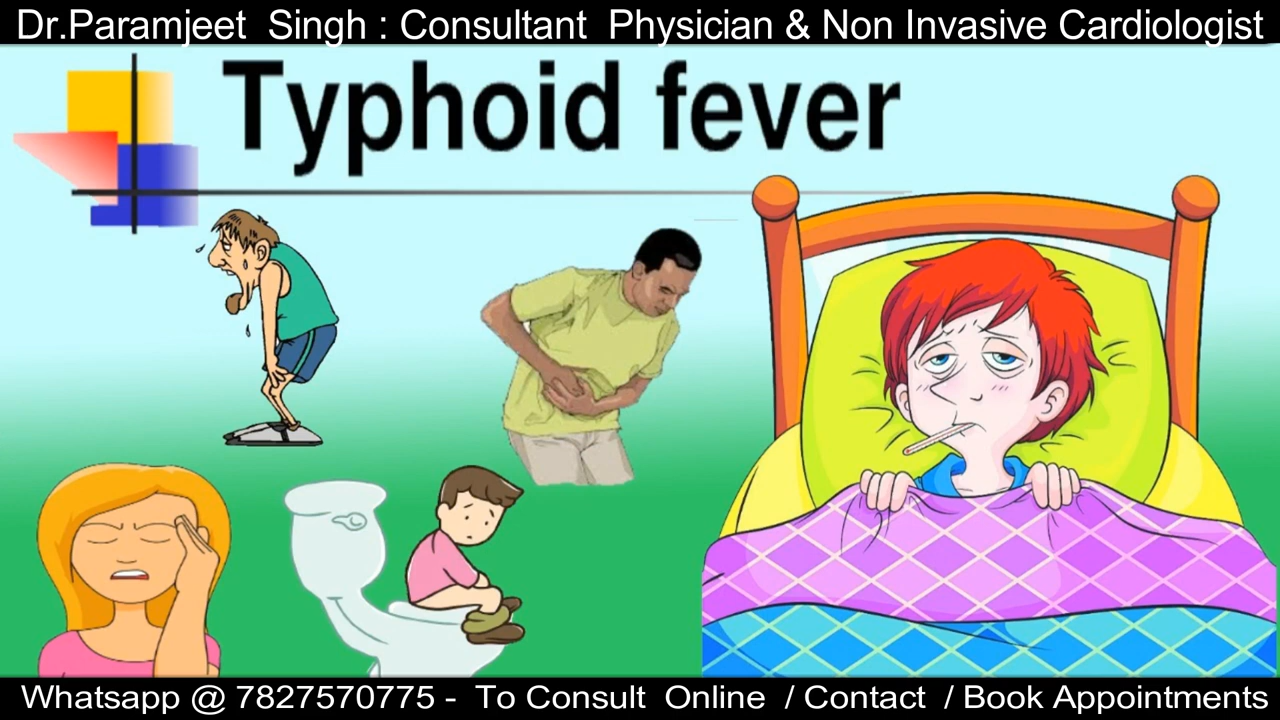 Dr.Paramjeet Singh : Consultant Physician & Non Invasive Cardiologist
Typhoid fever
Whatsapp @ 7827570775 - To Consult Online / Contact / Book Appointments